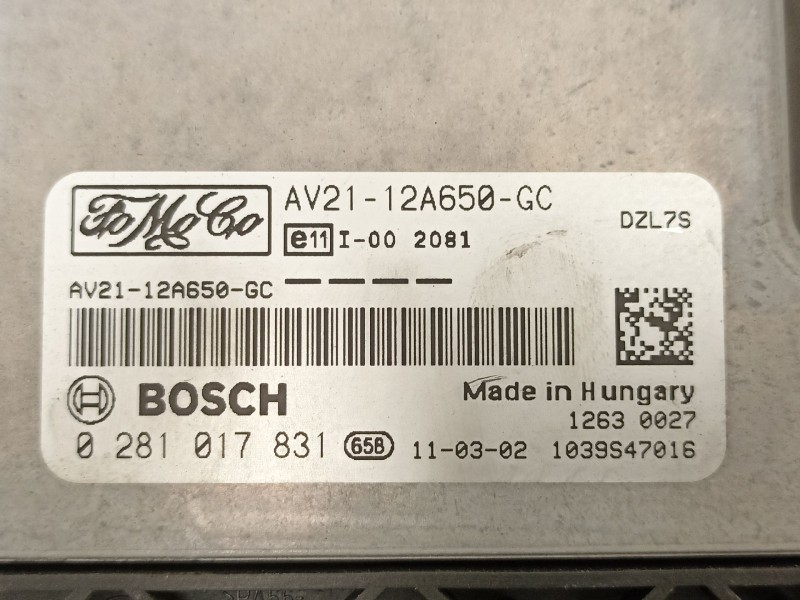 FoMoCo AV21-12A650-GC DZL7S
e11 I-00 2081
AV21-12A650-GC
BOSCH Made in Hungary
1263 0027
0 281 017 831 65B 11-03-02 1039S47016